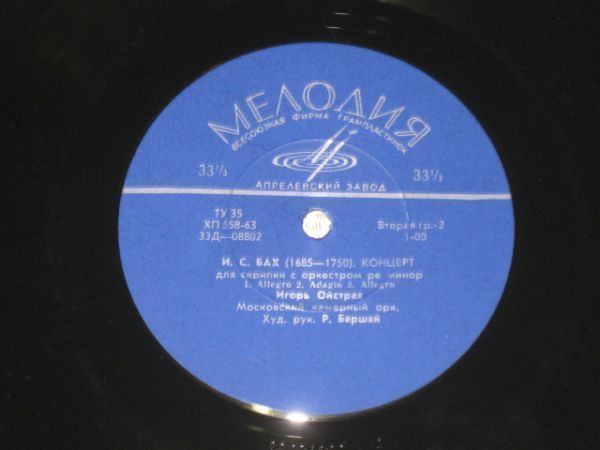 МЕЛОДИЯ
ВСЕСОЮЗНАЯ ФИРМА ГРАМПЛАСТИНОК
33⅓ 33⅓
АПРЕЛЕВСКИЙ ЗАВОД
ТУ 35
ХП 558-63 Вторая гр.-2
33Д—08802 1-00
И. С. БАХ (1685—1750). КОНЦЕРТ
для скрипки с оркестром ре минор
1. Allegro 2. Adagio 3. Allegro
Игорь Ойстрах
Московский камерный орк.
Худ. рук. Р. Баршай